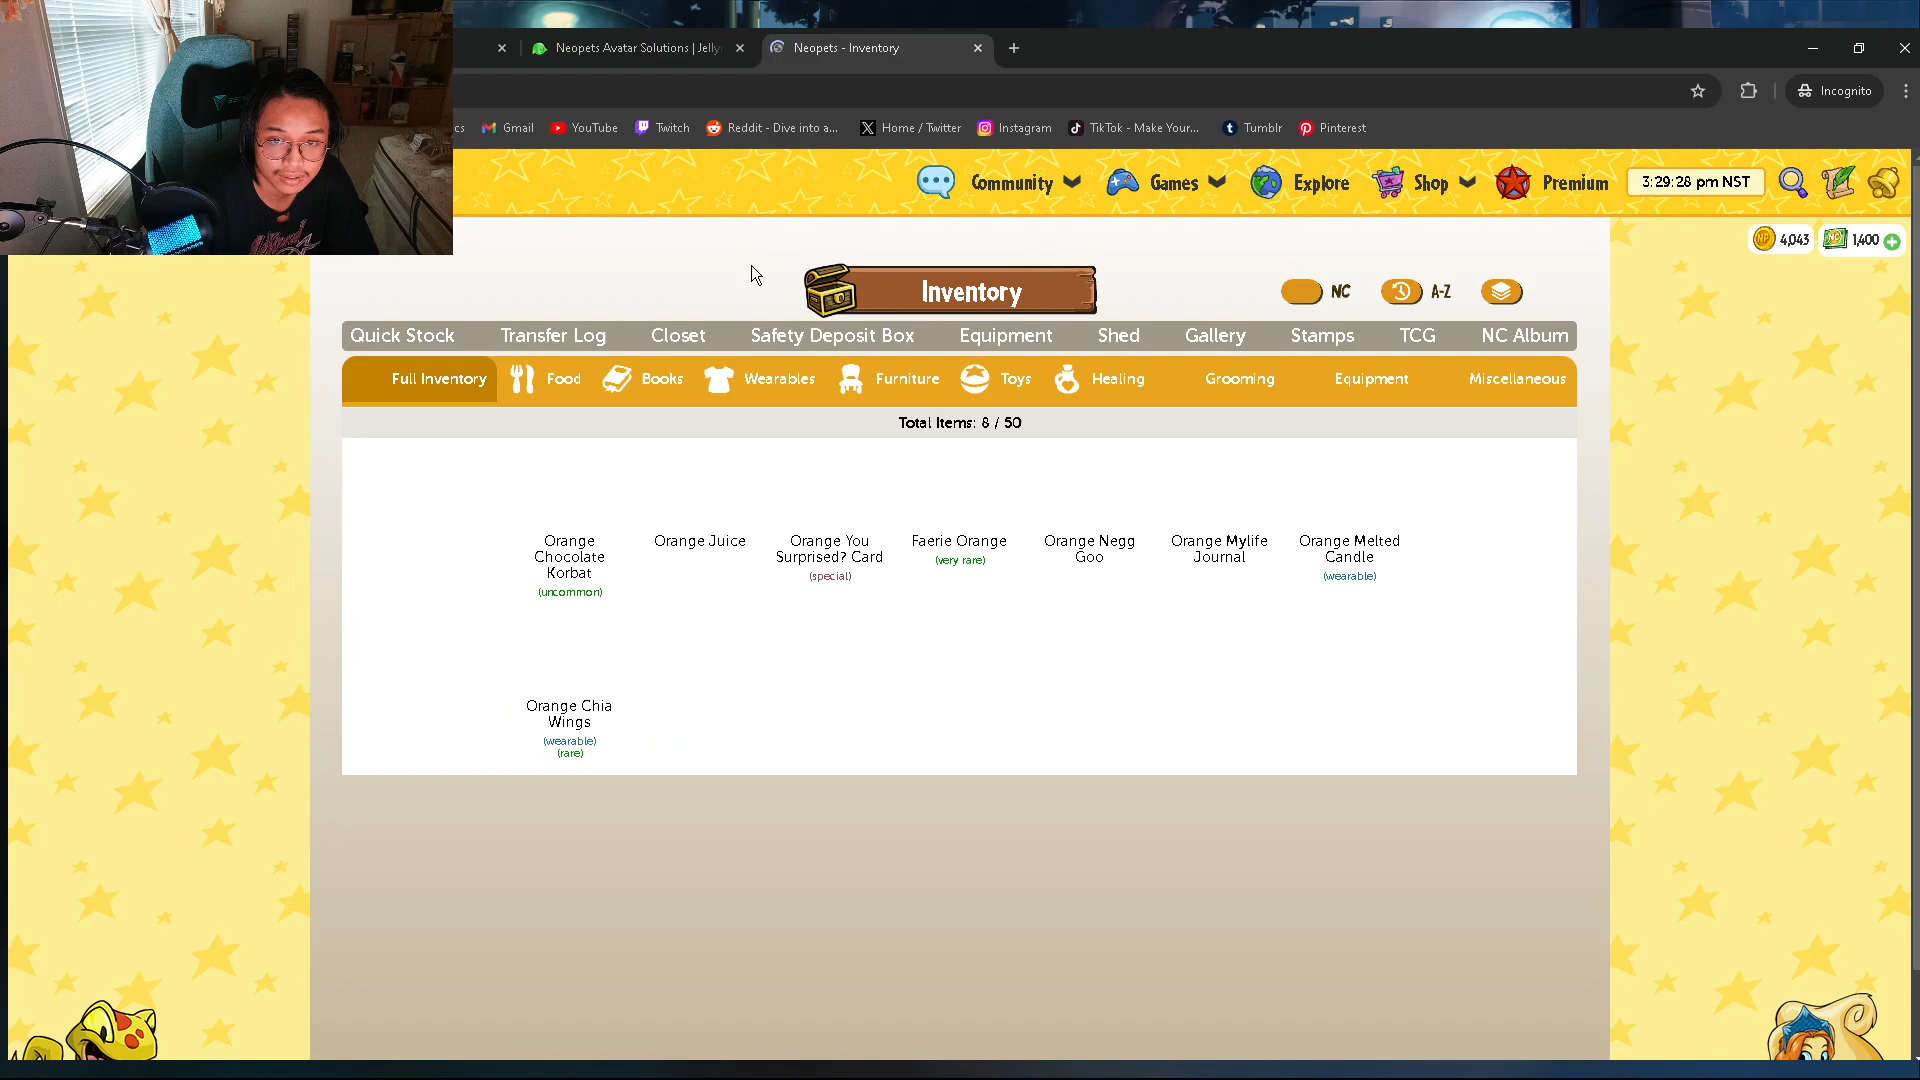 Neopets Avatar Solutions | Jelly
Neopets - Inventory
Incognito
cs
Gmail
YouTube
Twitch
Reddit - Dive into a...
Home / Twitter
Instagram
TikTok - Make Your...
Tumblr
Pinterest
Community
Games
Explore
Shop
Premium
3:29:28 pm NST
NP
4,043
NC
1,400
Inventory
NC
A-Z
Quick Stock
Transfer Log
Closet
Safety Deposit Box
Equipment
Shed
Gallery
Stamps
TCG
NC Album
Full Inventory
Food
Books
Wearables
Furniture
Toys
Healing
Grooming
Equipment
Miscellaneous
Total Items: 8 / 50
Orange
Chocolate
Korbat
(uncommon)
Orange Juice
Orange You
Surprised? Card
(special)
Faerie Orange
(very rare)
Orange Negg
Goo
Orange Mylife
Journal
Orange Melted
Candle
(wearable)
Orange Chia
Wings
(wearable)
(rare)